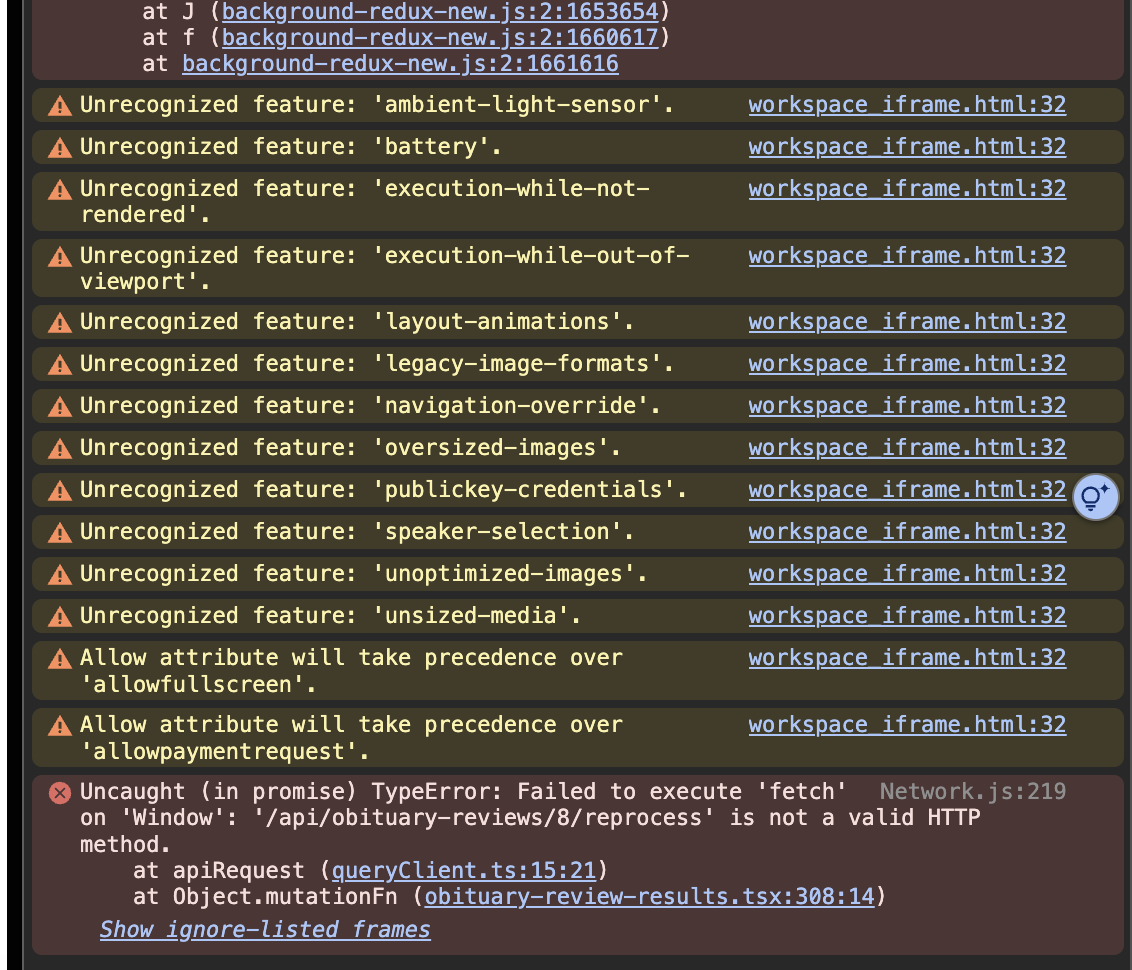 at J (background-redux-new.js:2:1653654)
at f (background-redux-new.js:2:1660617)
at background-redux-new.js:2:1661616
Unrecognized feature: 'ambient-light-sensor'. workspace_iframe.html:32
Unrecognized feature: 'battery'. workspace_iframe.html:32
Unrecognized feature: 'execution-while-not- workspace_iframe.html:32
rendered'.
Unrecognized feature: 'execution-while-out-of- workspace_iframe.html:32
viewport'.
Unrecognized feature: 'layout-animations'. workspace_iframe.html:32
Unrecognized feature: 'legacy-image-formats'. workspace_iframe.html:32
Unrecognized feature: 'navigation-override'. workspace_iframe.html:32
Unrecognized feature: 'oversized-images'. workspace_iframe.html:32
Unrecognized feature: 'publickey-credentials'. workspace_iframe.html:32
Unrecognized feature: 'speaker-selection'. workspace_iframe.html:32
Unrecognized feature: 'unoptimized-images'. workspace_iframe.html:32
Unrecognized feature: 'unsized-media'. workspace_iframe.html:32
Allow attribute will take precedence over workspace_iframe.html:32
'allowfullscreen'.
Allow attribute will take precedence over workspace_iframe.html:32
'allowpaymentrequest'.
Uncaught (in promise) TypeError: Failed to execute 'fetch' Network.js:219
on 'Window': '/api/obituary-reviews/8/reprocess' is not a valid HTTP
method.
at apiRequest (queryClient.ts:15:21)
at Object.mutationFn (obituary-review-results.tsx:308:14)
Show ignore-listed frames